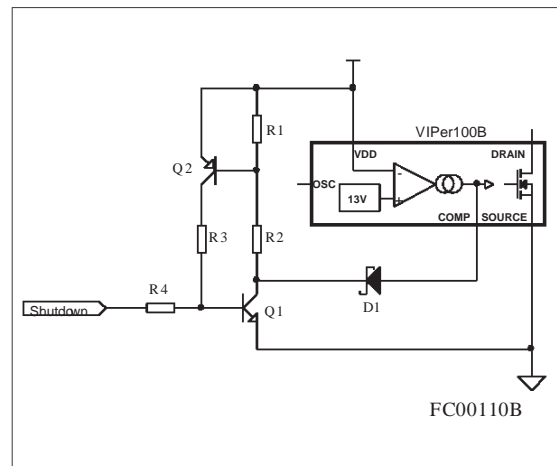 VIPer100B
R1
VDD
DRAIN
Q2
-
OSC
13V
+
COMP SOURCE
R3
R2
R4
D1
Shutdown
Q1
FC00110B